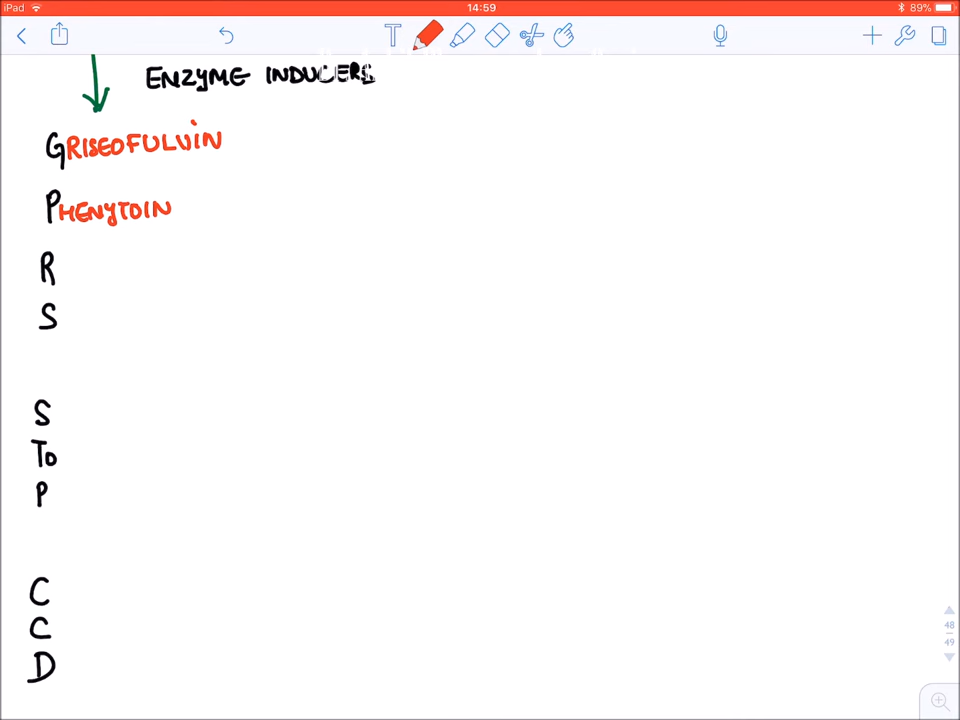 iPad 14:59 89%
T
ENZYME INDUCERS
GRISEOFULVIN
PHENYTOIN
R
S
S
To
P
C
C
D
48
49